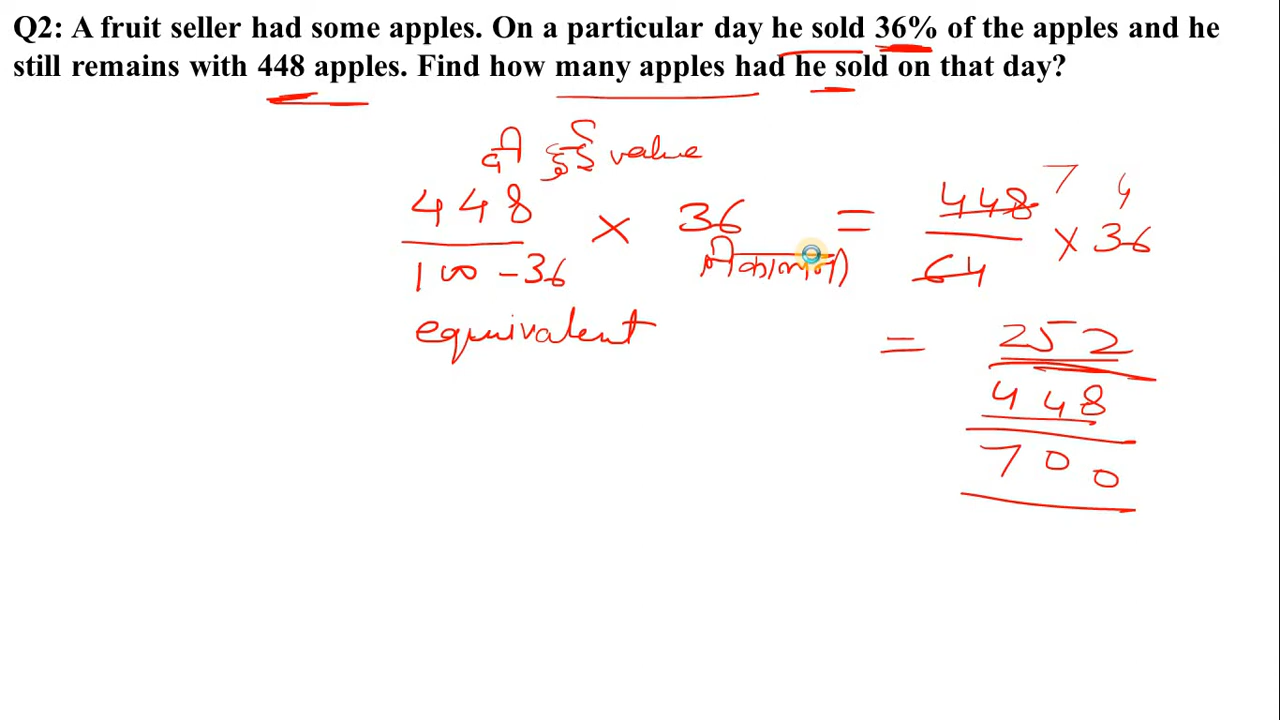 Q2: A fruit seller had some apples. On a particular day he sold 36% of the apples and he
still remains with 448 apples. Find how many apples had he sold on that day?
दी हुई value
448 / 100 - 36 × 36 = 448 / 64 × 36
7 4
equivalent
= 252
448
700